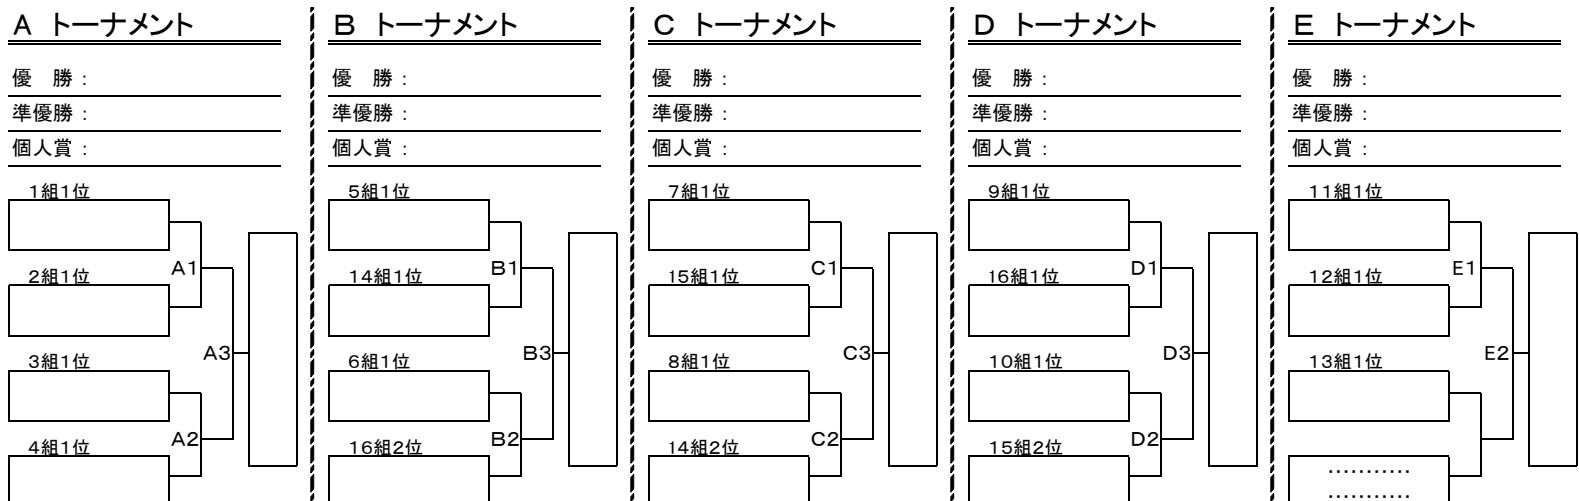 A トーナメント
優　勝：
準優勝：
個人賞：
1組1位
A1
2組1位
A3
3組1位
A2
4組1位
B トーナメント
優　勝：
準優勝：
個人賞：
5組1位
B1
14組1位
B3
6組1位
B2
16組2位
C トーナメント
優　勝：
準優勝：
個人賞：
7組1位
C1
15組1位
C3
8組1位
C2
14組2位
D トーナメント
優　勝：
準優勝：
個人賞：
9組1位
D1
16組1位
D3
10組1位
D2
15組2位
E トーナメント
優　勝：
準優勝：
個人賞：
11組1位
E1
12組1位
E2
13組1位
...........
...........